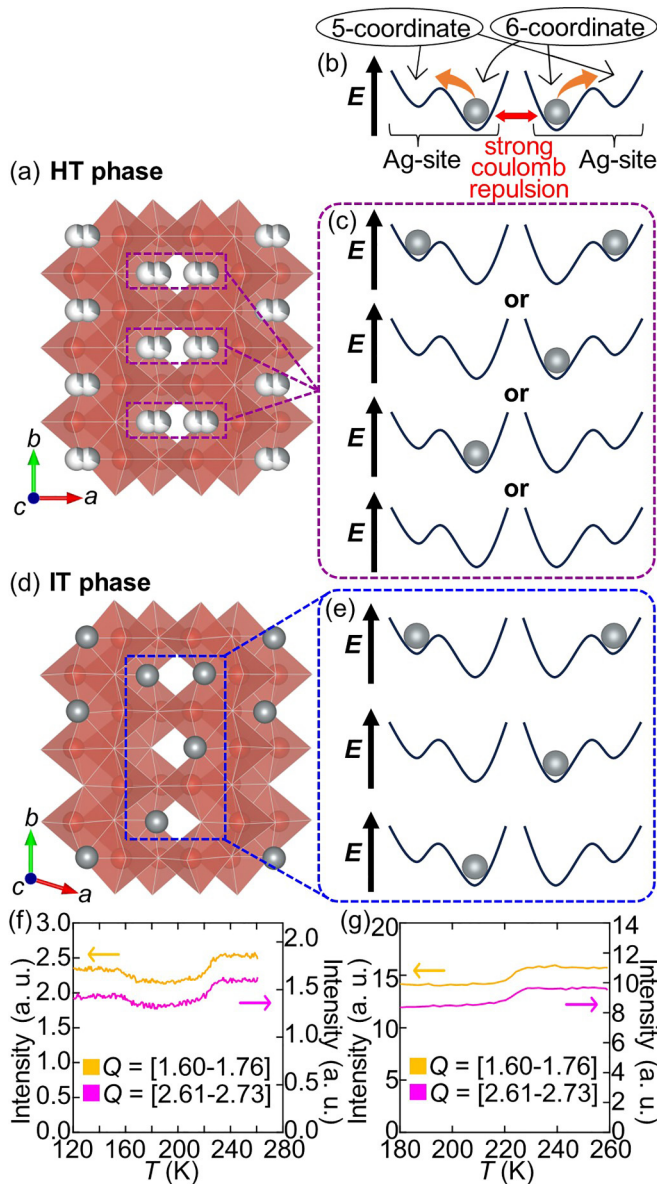 5-coordinate 6-coordinate
(b)
E
Ag-site Ag-site
strong
coulomb
repulsion
(a) HT phase
(c)
E
or
E
or
E
or
E
b
c a
(d) IT phase
(e)
E
E
E
b
c a
(f)
3.0
2.5
2.0
1.5
1.0
0.5
0.0
Intensity (a. u.)
2.0
1.5
1.0
0.5
0.0
Intensity (a. u.)
Q = [1.60-1.76]
Q = [2.61-2.73]
120 160 200 240 280
T (K)
(g)
20
15
10
5
0
Intensity (a. u.)
14
12
10
8
6
4
2
0
Intensity (a. u.)
Q = [1.60-1.76]
Q = [2.61-2.73]
180 200 220 240 260
T (K)